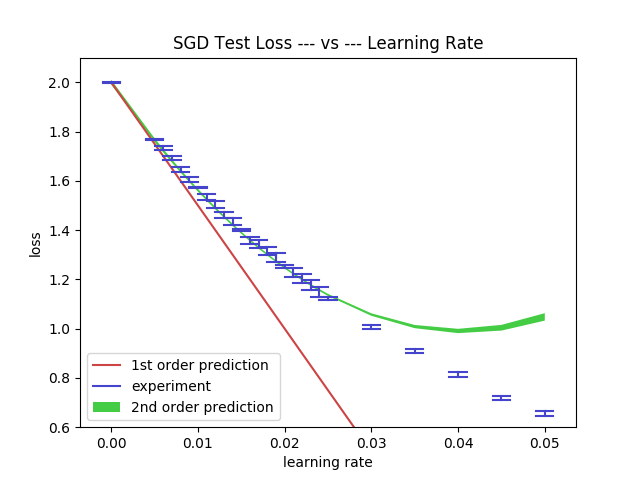 SGD Test Loss --- vs --- Learning Rate
loss
2.0
1.8
1.6
1.4
1.2
1.0
0.8
0.6
1st order prediction
experiment
2nd order prediction
0.00 0.01 0.02 0.03 0.04 0.05
learning rate